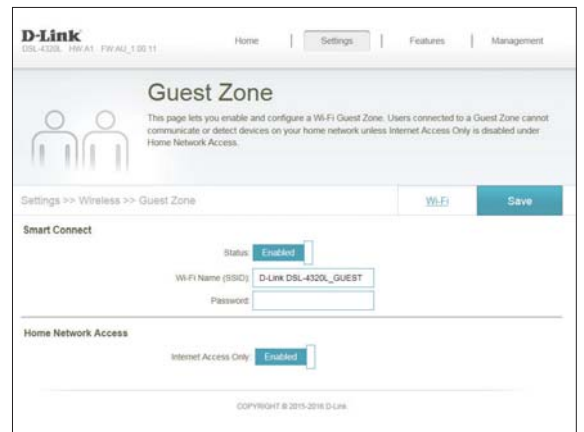 D-Link
DSL-4320L HW:A1 FW:AU_1.00.11
Home | Settings | Features | Management
Guest Zone
This page lets you enable and configure a Wi-Fi Guest Zone. Users connected to a Guest Zone cannot
communicate or detect devices on your home network unless Internet Access Only is disabled under
Home Network Access.
Settings >> Wireless >> Guest Zone
Wi-Fi
Save
Smart Connect
Status: Enabled
Wi-Fi Name (SSID): D-Link DSL-4320L_GUEST
Password:
Home Network Access
Internet Access Only: Enabled
COPYRIGHT © 2015-2016 D-Link